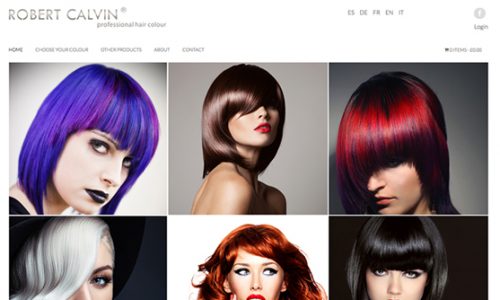 ROBERT CALVIN®
professional hair colour
ES DE FR EN IT
f
Login
HOME CHOOSE YOUR COLOUR OTHER PRODUCTS ABOUT CONTACT
0 ITEMS - £0.00